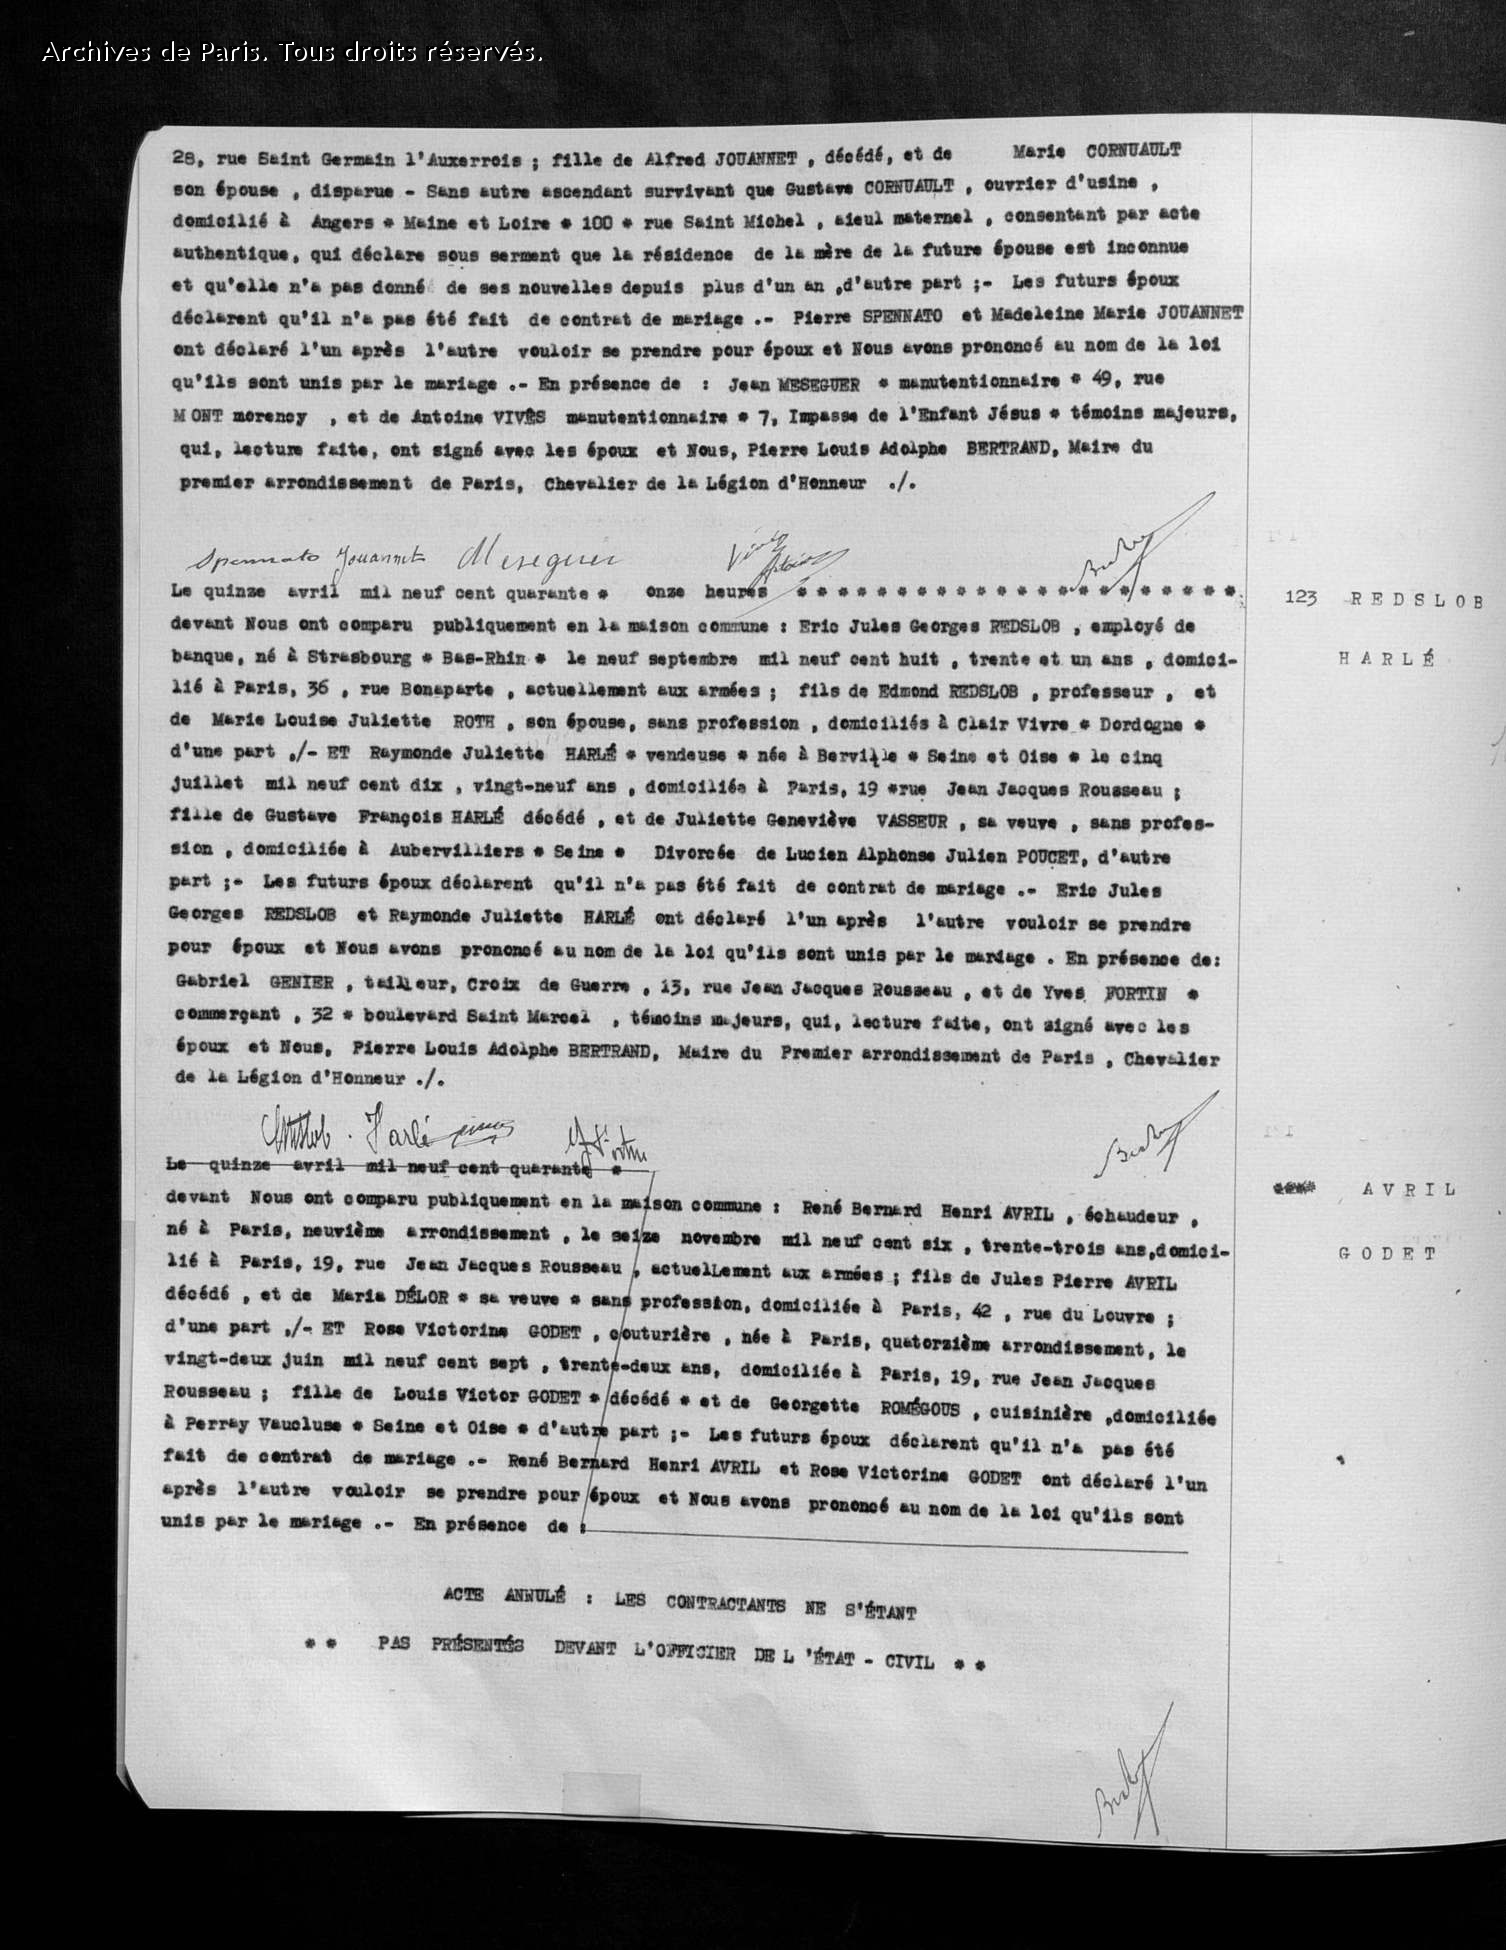 Archives de Paris. Tous droits réservés.
28, rue Saint Germain l'Auxerrois ; fille de Alfred JOUANNET , décédé, et de Marie CORNUAULT
son épouse , disparue - Sans autre ascendant survivant que Gustave CORNUAULT , ouvrier d'usine ,
domicilié à Angers * Maine et Loire * 100 * rue Saint Michel , aieul maternel , consentant par acte
authentique, qui déclare sous serment que la résidence de la mère de la future épouse est inconnue
et qu'elle n'a pas donné de ses nouvelles depuis plus d'un an ,d'autre part ;- Les futurs époux
déclarent qu'il n'a pas été fait de contrat de mariage .- Pierre SPENNATO et Madeleine Marie JOUANNET
ont déclaré l'un après l'autre vouloir se prendre pour époux et Nous avons prononcé au nom de la loi
qu'ils sont unis par le mariage .- En présence de : Jean MESEGUER * manutentionnaire * 49, rue
M ONT morency , et de Antoine VIVÈS manutentionnaire * 7, Impasse de l'Enfant Jésus * témoins majeurs,
qui, lecture faite, ont signé avec les époux et Nous, Pierre Louis Adolphe BERTRAND, Maire du
premier arrondissement de Paris, Chevalier de la Légion d'Honneur ./.
Spennato Jouannet Meseguer Vivès Antoine
Le quinze avril mil neuf cent quarante * onze heures * * * * * * * * * * * * * * * * * * * * * *
123 REDSLOB
devant Nous ont comparu publiquement en la maison commune : Eric Jules Georges REDSLOB , employé de
banque, né à Strasbourg * Bas-Rhin * le neuf septembre mil neuf cent huit , trente et un ans , domici-
HARLÉ
lié à Paris, 36 , rue Bonaparte , actuellement aux armées ; fils de Edmond REDSLOB , professeur , et
de Marie Louise Juliette ROTH , son épouse, sans profession , domiciliés à Clair Vivre * Dordogne *
d'une part ./- ET Raymonde Juliette HARLÉ * vendeuse * née à Berville * Seine et Oise * le cinq
juillet mil neuf cent dix , vingt-neuf ans , domiciliée à Paris, 19 *rue Jean Jacques Rousseau ;
fille de Gustave François HARLÉ décédé , et de Juliette Geneviève VASSEUR , sa veuve , sans profes-
sion , domiciliée à Aubervilliers * Seine * Divorcée de Lucien Alphonse Julien POUCET, d'autre
part ;- Les futurs époux déclarent qu'il n'a pas été fait de contrat de mariage .- Eric Jules
Georges REDSLOB et Raymonde Juliette HARLÉ ont déclaré l'un après l'autre vouloir se prendre
pour époux et Nous avons prononcé au nom de la loi qu'ils sont unis par le mariage . En présence de:
Gabriel GENIER , tailleur, Croix de Guerre , 13, rue Jean Jacques Rousseau , et de Yves FORTIN *
commerçant , 32 * boulevard Saint Marcel , témoins majeurs, qui, lecture faite, ont signé avec les
époux et Nous, Pierre Louis Adolphe BERTRAND, Maire du Premier arrondissement de Paris , Chevalier
de la Légion d'Honneur ./.
Redslob . Harlé Y Fortin
Le quinze avril mil neuf cent quarante *
AVRIL
devant Nous ont comparu publiquement en la maison commune : René Bernard Henri AVRIL , échaudeur ,
né à Paris, neuvième arrondissement , le seize novembre mil neuf cent six , trente-trois ans,domici-
GODET
lié à Paris, 19, rue Jean Jacques Rousseau , actuelLement aux armées ; fils de Jules Pierre AVRIL
décédé , et de Maria DÉLOR * sa veuve * sans profession, domiciliée à Paris, 42 , rue du Louvre ;
d'une part ./- ET Rose Victorine GODET , couturière , née à Paris, quatorzième arrondissement, le
vingt-deux juin mil neuf cent sept , trente-deux ans, domiciliée à Paris, 19, rue Jean Jacques
Rousseau ; fille de Louis Victor GODET * décédé * et de Georgette ROMÉGOUS , cuisinière ,domiciliée
à Perray Vaucluse * Seine et Oise * d'autre part ;- Les futurs époux déclarent qu'il n'a pas été
fait de contrat de mariage .- René Bernard Henri AVRIL et Rose Victorine GODET ont déclaré l'un
après l'autre vouloir se prendre pour époux et Nous avons prononcé au nom de la loi qu'ils sont
unis par le mariage .- En présence de :
ACTE ANNULÉ : LES CONTRACTANTS NE S'ÉTANT
* * PAS PRÉSENTÉS DEVANT L'OFFICIER DE L 'ÉTAT - CIVIL * *